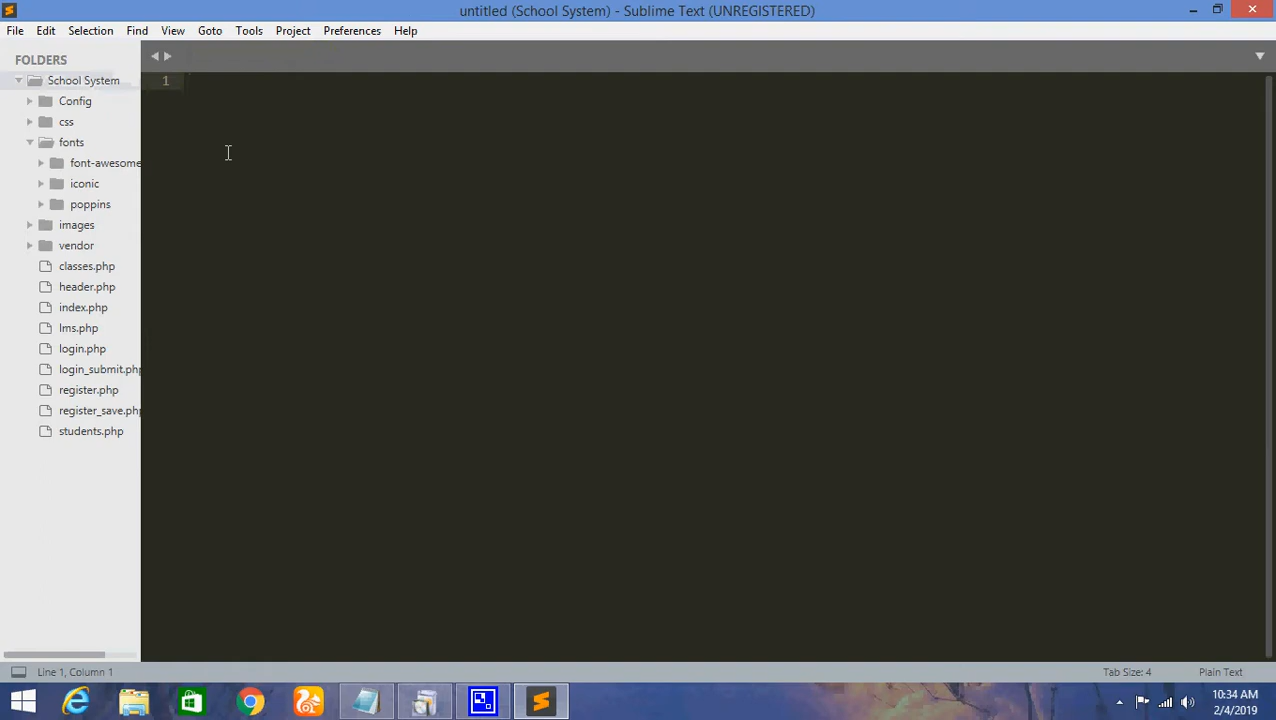 untitled (School System) - Sublime Text (UNREGISTERED)
File Edit Selection Find View Goto Tools Project Preferences Help
FOLDERS
School System
1
Config
css
fonts
font-awesome
iconic
poppins
images
vendor
classes.php
header.php
index.php
lms.php
login.php
login_submit.php
register.php
register_save.php
students.php
Line 1, Column 1
Tab Size: 4
Plain Text
10:34 AM
2/4/2019